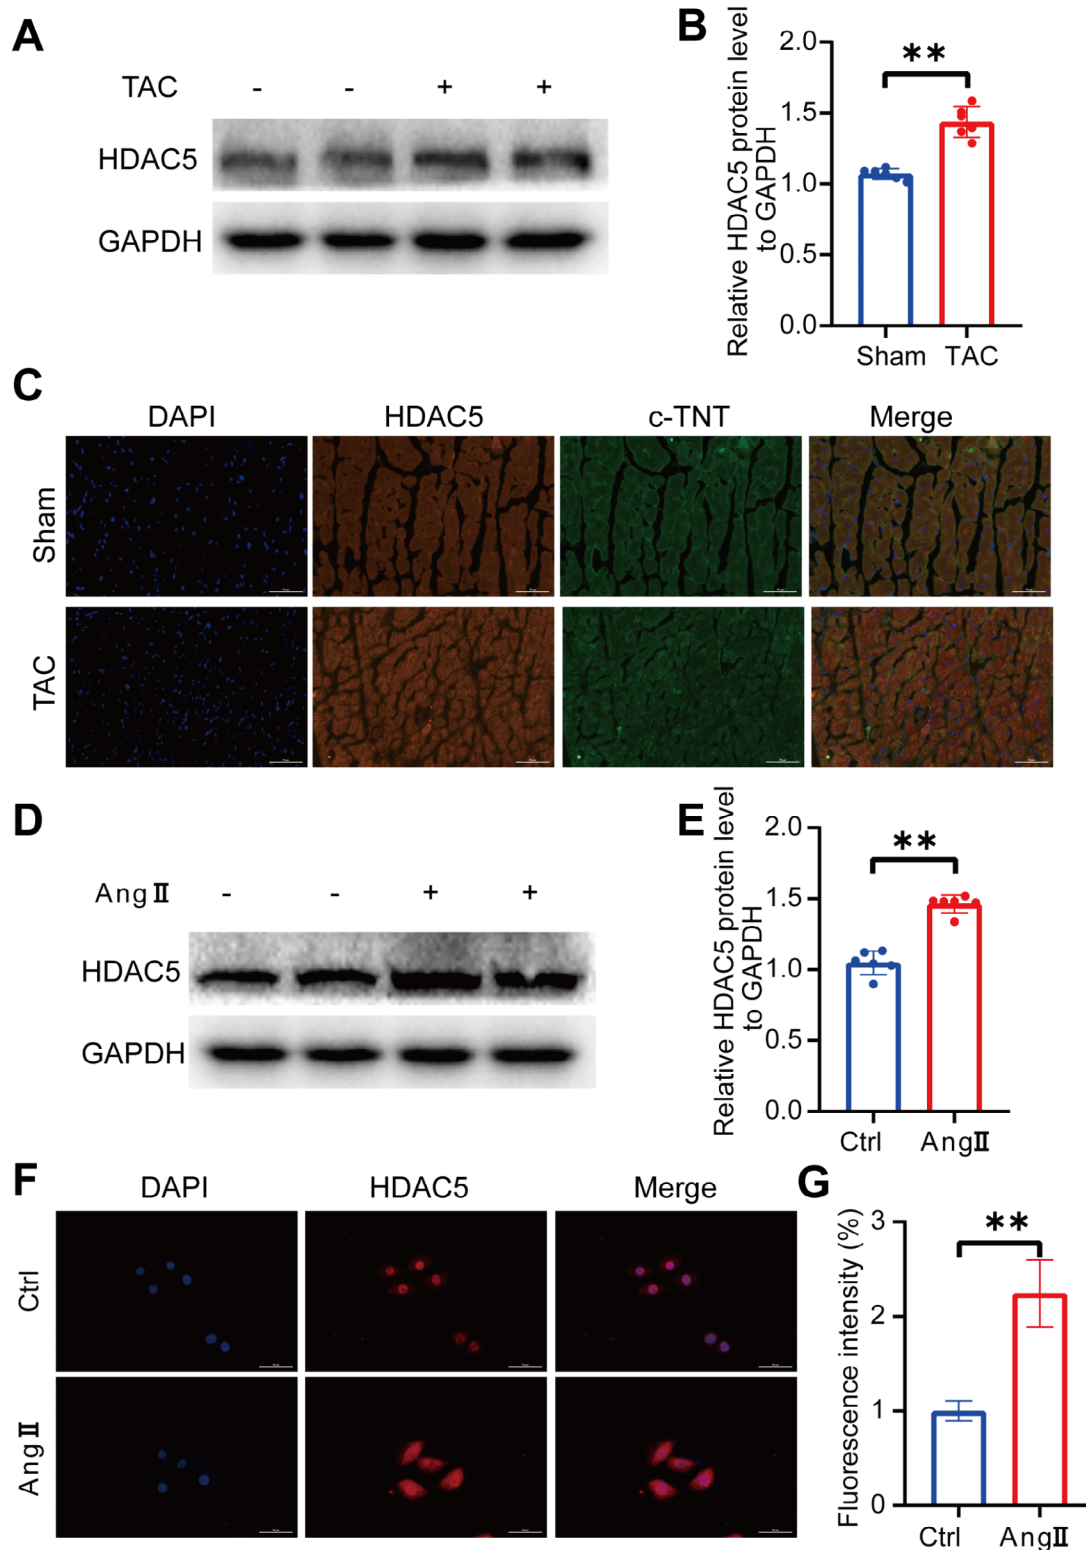 A
TAC - - + +
HDAC5
GAPDH
B
Relative HDAC5 protein level
to GAPDH
2.0
1.5
1.0
0.5
0.0
**
Sham TAC
C
DAPI HDAC5 c-TNT Merge
Sham
TAC
D
Ang Ⅱ - - + +
HDAC5
GAPDH
E
Relative HDAC5 protein level
to GAPDH
2.0
1.5
1.0
0.5
0.0
**
Ctrl AngⅡ
F
DAPI HDAC5 Merge
Ctrl
AngⅡ
G
Fluorescence intensity (%)
3
2
1
0
**
Ctrl AngⅡ